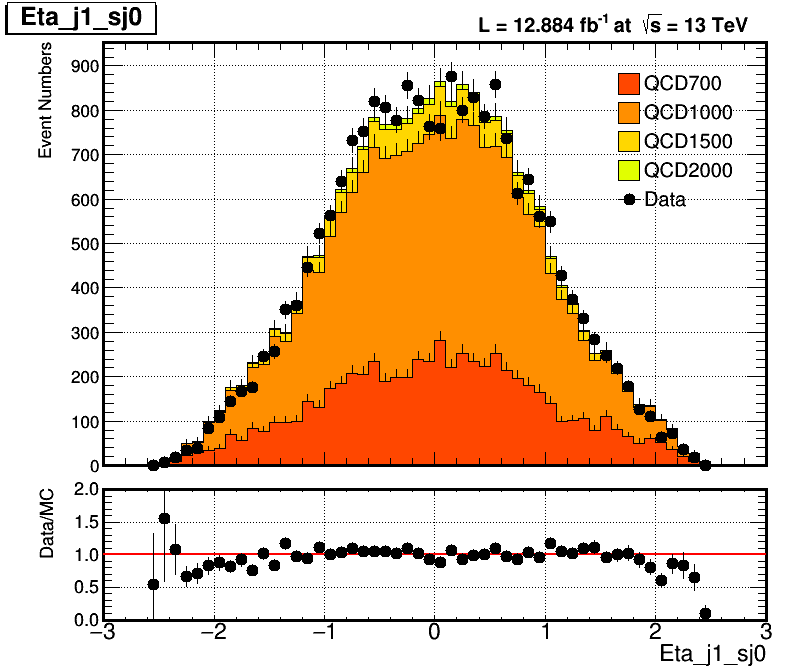 Eta_j1_sj0
L = 12.884 fb-1 at √s = 13 TeV
Event Numbers
900
800
700
600
500
400
300
200
100
0
QCD700
QCD1000
QCD1500
QCD2000
Data
Data/MC
2.0
1.5
1.0
0.5
0.0
−3 −2 −1 0 1 2 3
Eta_j1_sj0